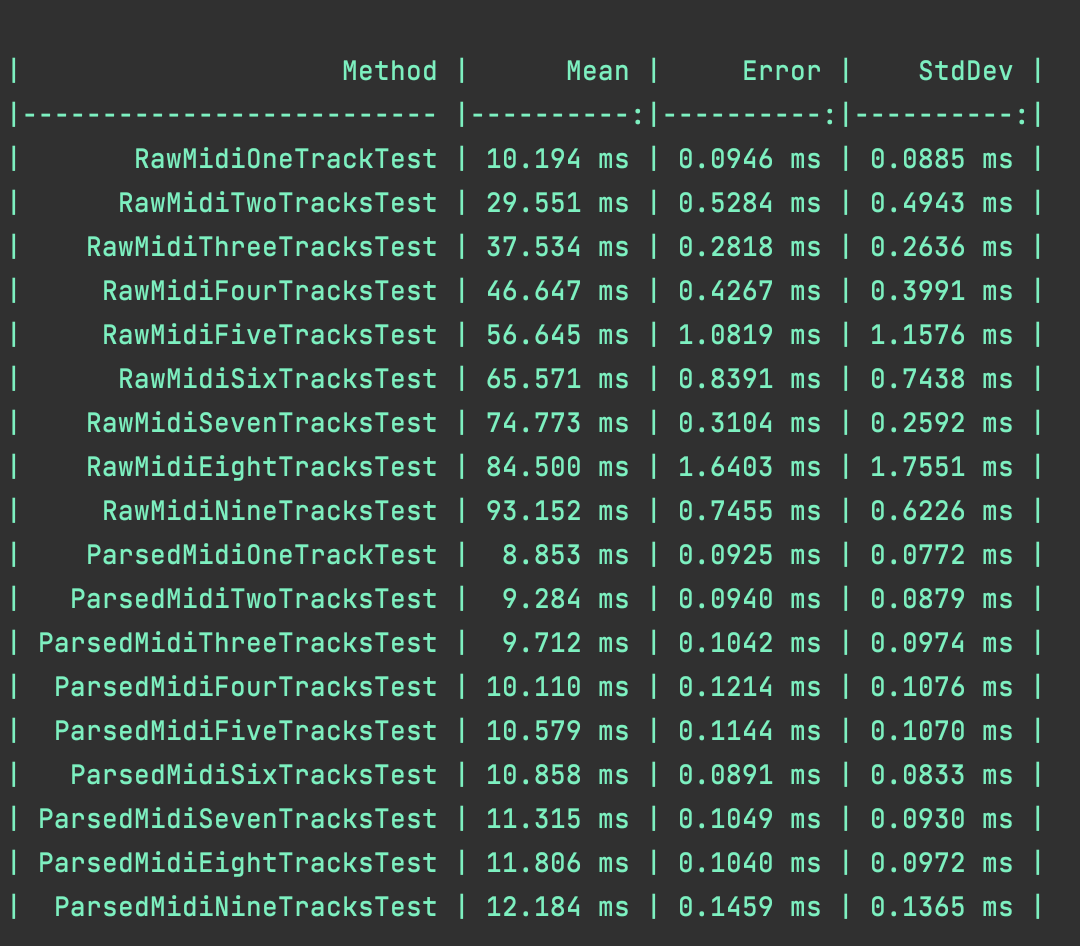 |                    Method |      Mean |     Error |    StdDev |
|-------------------------- |----------:|----------:|----------:|
|       RawMidiOneTrackTest | 10.194 ms | 0.0946 ms | 0.0885 ms |
|      RawMidiTwoTracksTest | 29.551 ms | 0.5284 ms | 0.4943 ms |
|    RawMidiThreeTracksTest | 37.534 ms | 0.2818 ms | 0.2636 ms |
|     RawMidiFourTracksTest | 46.647 ms | 0.4267 ms | 0.3991 ms |
|     RawMidiFiveTracksTest | 56.645 ms | 1.0819 ms | 1.1576 ms |
|      RawMidiSixTracksTest | 65.571 ms | 0.8391 ms | 0.7438 ms |
|    RawMidiSevenTracksTest | 74.773 ms | 0.3104 ms | 0.2592 ms |
|    RawMidiEightTracksTest | 84.500 ms | 1.6403 ms | 1.7551 ms |
|     RawMidiNineTracksTest | 93.152 ms | 0.7455 ms | 0.6226 ms |
|    ParsedMidiOneTrackTest |  8.853 ms | 0.0925 ms | 0.0772 ms |
|   ParsedMidiTwoTracksTest |  9.284 ms | 0.0940 ms | 0.0879 ms |
| ParsedMidiThreeTracksTest |  9.712 ms | 0.1042 ms | 0.0974 ms |
|  ParsedMidiFourTracksTest | 10.110 ms | 0.1214 ms | 0.1076 ms |
|  ParsedMidiFiveTracksTest | 10.579 ms | 0.1144 ms | 0.1070 ms |
|   ParsedMidiSixTracksTest | 10.858 ms | 0.0891 ms | 0.0833 ms |
| ParsedMidiSevenTracksTest | 11.315 ms | 0.1049 ms | 0.0930 ms |
| ParsedMidiEightTracksTest | 11.806 ms | 0.1040 ms | 0.0972 ms |
|  ParsedMidiNineTracksTest | 12.184 ms | 0.1459 ms | 0.1365 ms |